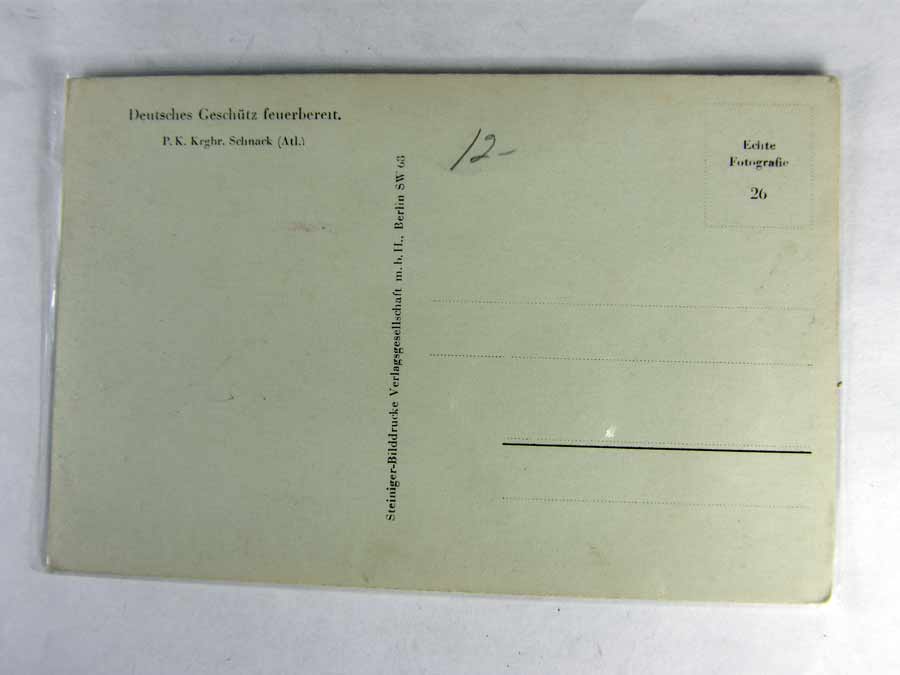 Deutsches Geschütz feuerbereit.
P. K. Krgbr. Schnack (Atl.)
12-
Echte
Fotografie
26
Steiniger-Bilddrucke Verlagsgesellschaft m. b. H., Berlin SW 68